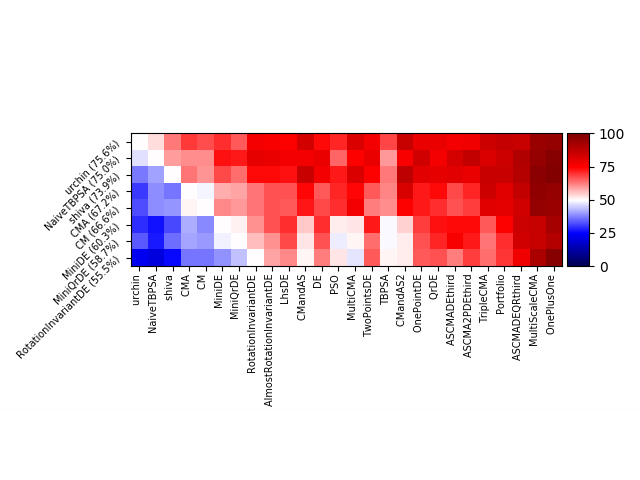 urchin (75.6%)
NaiveTBPSA (75.0%)
shiva (73.9%)
CMA (67.2%)
CM (66.6%)
MiniDE (60.3%)
MiniQrDE (58.7%)
RotationInvariantDE (55.5%)
urchin
NaiveTBPSA
shiva
CMA
CM
MiniDE
MiniQrDE
RotationInvariantDE
AlmostRotationInvariantDE
LhsDE
CMandAS
DE
PSO
MultiCMA
TwoPointsDE
TBPSA
CMandAS2
OnePointDE
QrDE
ASCMADEthird
ASCMA2PDEthird
TripleCMA
Portfolio
ASCMADEQRthird
MultiScaleCMA
OnePlusOne
100
75
50
25
0